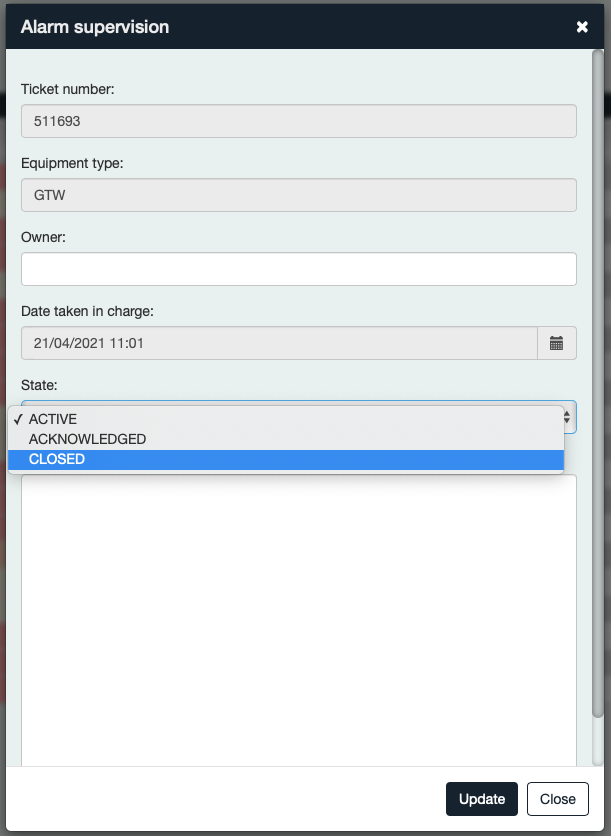 Alarm supervision
Ticket number:
511693
Equipment type:
GTW
Owner:
Date taken in charge:
21/04/2021 11:01
State:
✓ ACTIVE
ACKNOWLEDGED
CLOSED
Update
Close